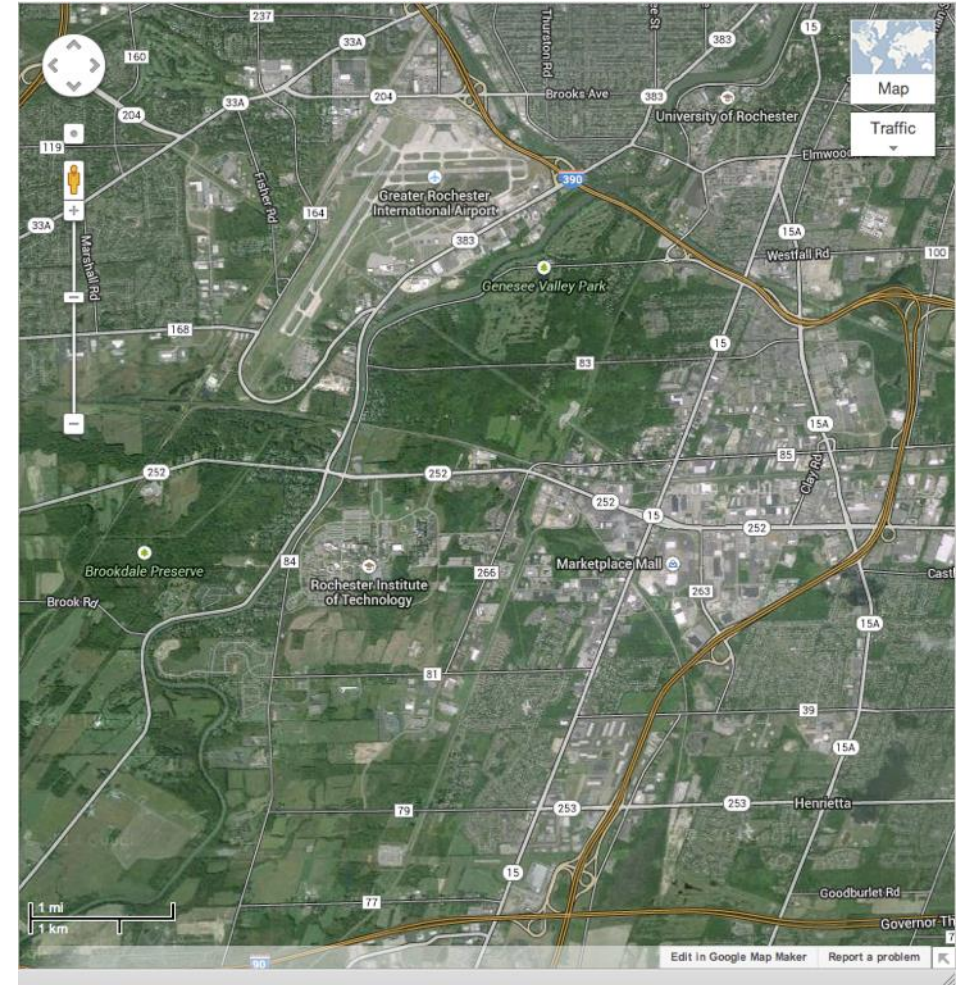 237
15
Thurston Rd
383
33A
160
Map
204
204
33A
Brooks Ave
383
University of Rochester
Traffic
119
Elmwood
390
Greater Rochester
International Airport
Fisher Rd
164
33A
Marshall Rd
383
15A
Westfall Rd
100
Genesee Valley Park
168
15
83
15A
85
Clay Rd
252
252
252
15
252
Brookdale Preserve
84
Rochester Institute
of Technology
266
Marketplace Mall
263
Brook Rd
15A
81
39
15A
79
253
253
Henrietta
15
77
Goodburlet Rd
1 mi
1 km
Governor Th
90
Edit in Google Map Maker
Report a problem